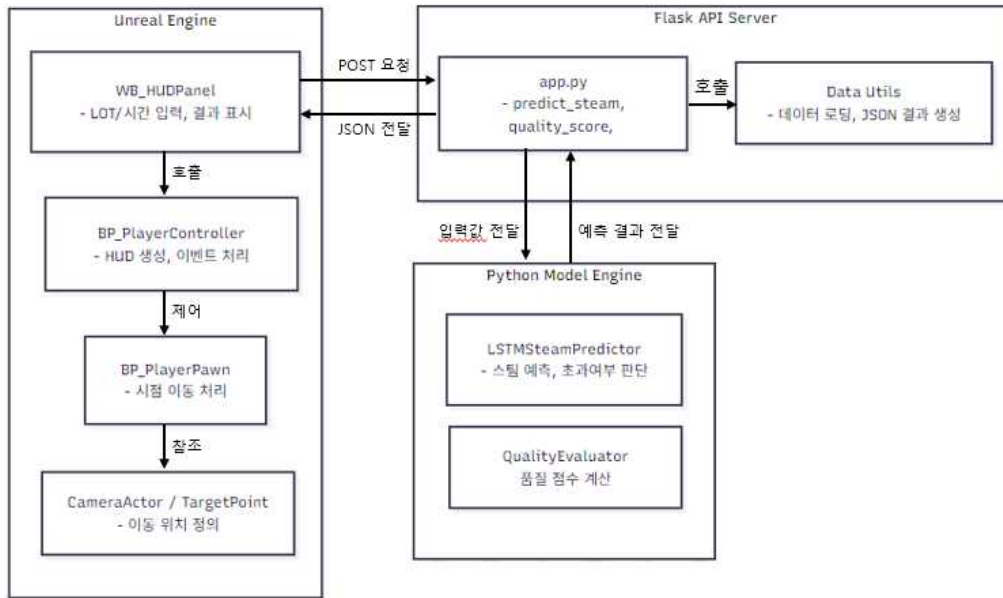 Unreal Engine
WB_HUDPanel
- LOT/시간 입력, 결과 표시
호출
BP_PlayerController
- HUD 생성, 이벤트 처리
제어
BP_PlayerPawn
- 시점 이동 처리
참조
CameraActor / TargetPoint
- 이동 위치 정의
POST 요청
JSON 전달
Flask API Server
app.py
- predict_steam,
quality_score,
호출
Data Utils
- 데이터 로딩, JSON 결과 생성
입력값 전달
예측 결과 전달
Python Model Engine
LSTMSteamPredictor
- 스팀 예측, 초과여부 판단
QualityEvaluator
품질 점수 계산